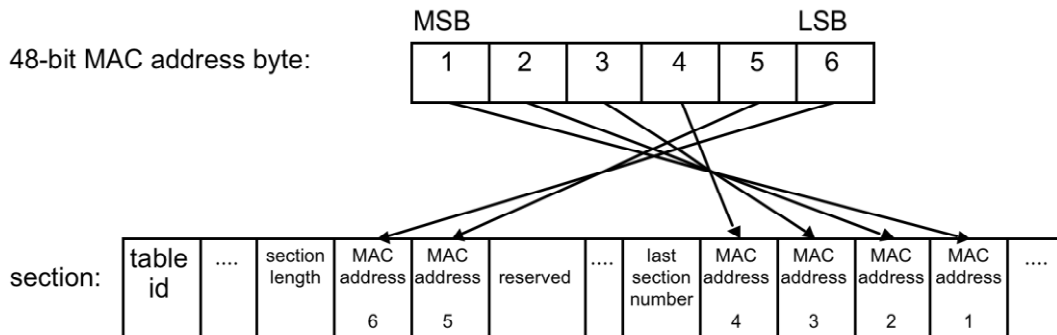 MSB LSB
48-bit MAC address byte: 1 2 3 4 5 6
section: table id .... section length MAC address 6 MAC address 5 reserved .... last section number MAC address 4 MAC address 3 MAC address 2 MAC address 1 ....